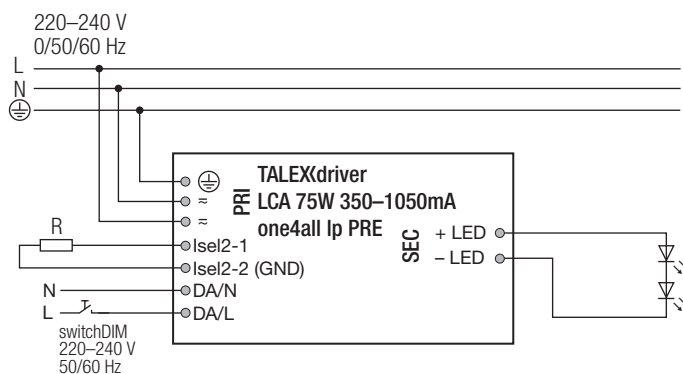 220–240 V
0/50/60 Hz
L
N
PRI
TALEXXdriver
LCA 75W 350–1050mA
one4all lp PRE
≈
≈
R
Isel2-1
Isel2-2 (GND)
SEC
+ LED
– LED
N
DA/N
L
DA/L
switchDIM
220–240 V
50/60 Hz